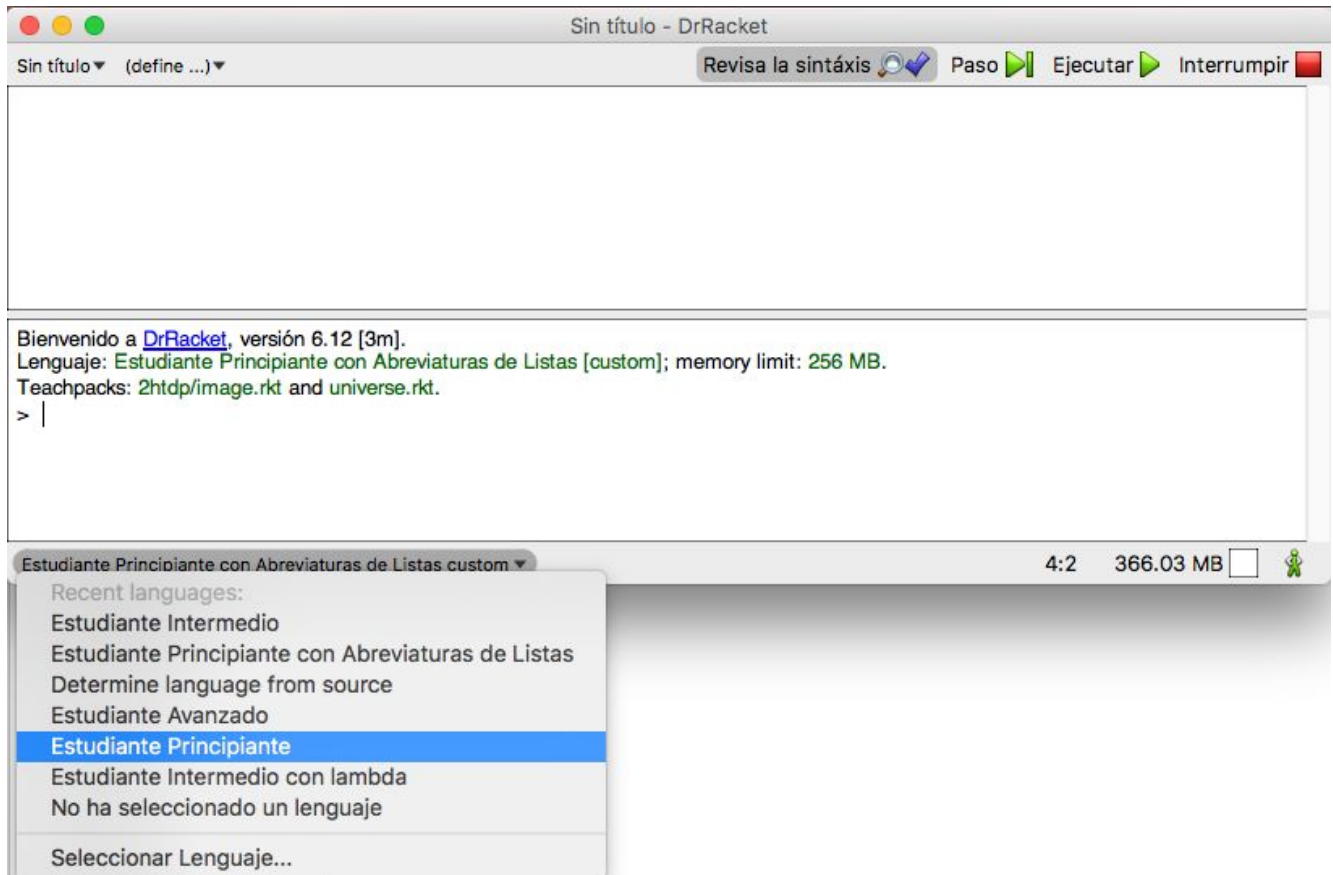 Sin título - DrRacket
Sin título▾ (define ...)▾ Revisa la sintáxis Paso Ejecutar Interrumpir
Bienvenido a DrRacket, versión 6.12 [3m].
Lenguaje: Estudiante Principiante con Abreviaturas de Listas [custom]; memory limit: 256 MB.
Teachpacks: 2htdp/image.rkt and universe.rkt.
>
Estudiante Principiante con Abreviaturas de Listas custom▾ 4:2 366.03 MB
Recent languages:
Estudiante Intermedio
Estudiante Principiante con Abreviaturas de Listas
Determine language from source
Estudiante Avanzado
Estudiante Principiante
Estudiante Intermedio con lambda
No ha seleccionado un lenguaje
Seleccionar Lenguaje...